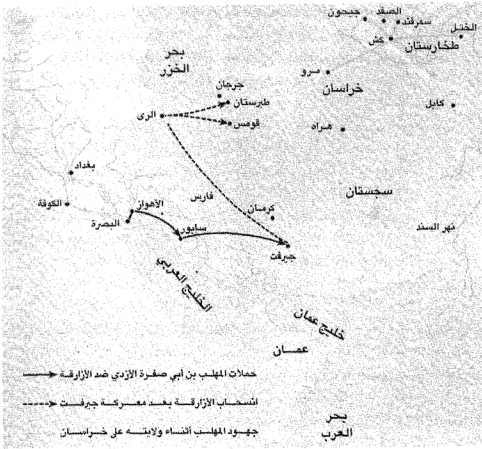 جيحون
الصغد
سمرقند
كش
الختل
طخارستان
بحر
الخزر
مرو
خراسان
جرجان
طبرستان
قومس
الرى
هراه
كابل
بغداد
الكوفة
سجستان
فارس
كرمان
الأهواز
البصرة
سابور
جيرفت
نهر السند
الخليج العربي
خليج عمان
عمان
حملات المهلب بن أبي صفرة الأزدي ضد الأزارقة
انسحاب الأزارقة بعد معركة جيرفت
جهود المهلب أثناء ولايته على خراسان
بحر
العرب